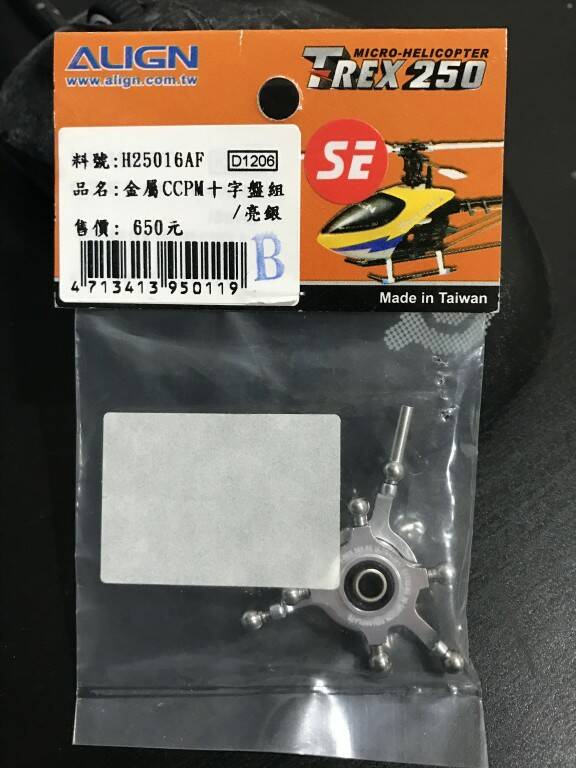 ALIGN
www.align.com.tw
MICRO-HELICOPTER
T-REX 250
SE
料號:H25016AF D1206
品名:金屬CCPM十字盤組
/亮銀
售價: 650元
4 713413 950119
B
Made in Taiwan